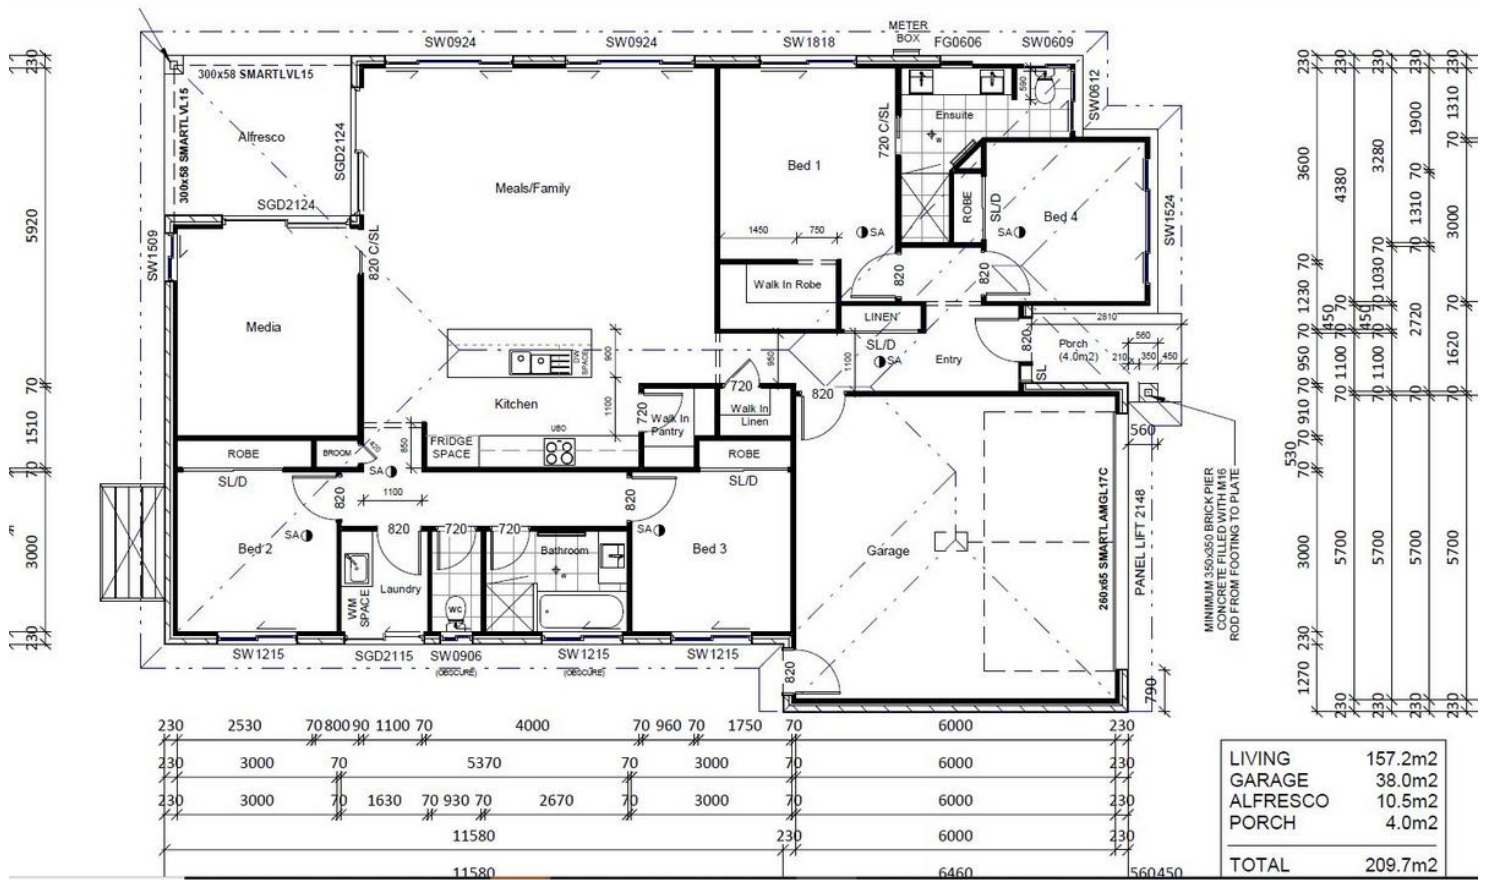 METER
BOX
SW0924
SW0924
SW1818
FG0606
SW0609
300x58 SMARTLVL15
300x58 SMARTLVL15
Alfresco
SGD2124
SGD2124
Meals/Family
Bed 1
720 C/SL
Ensuite
590
SW0612
ROBE
SL/D
Bed 4
SA
SA
SW1524
1450
750
SW1509
820 C/SL
820
820
Walk In Robe
Media
LINEN
SL/D
SA
Entry
820
SL
2810
Porch
(4.0m2)
560
210
350
450
DW
SPACE
900
950
1100
720
820
Kitchen
1100
720
Walk In
Pantry
Walk In
Linen
UBO
FRIDGE
SPACE
850
420
ROBE
BROOM
ROBE
SL/D
SA
SL/D
1100
820
820
820
720
720
SA
SA
Bed 2
Laundry
WM
SPACE
WC
Bathroom
Bed 3
Garage
260x65 SMARTLAMGL17C
PANEL LIFT 2148
560
790
820
MINIMUM 350x350 BRICK PIER
CONCRETE FILLED WITH M16
ROD FROM FOOTING TO PLATE
SW1215
SGD2115
SW0906
(OBSCURE)
SW1215
(OBSCURE)
SW1215
230
5920
70
1510
70
3000
230
230
3600
70
1230
70
950
70
910
70
530
3000
230
1270
230
4380
70
450
70
1100
70
5700
230
230
3280
70
1030
70
450
70
1100
70
5700
230
230
1900
70
1310
70
2720
70
5700
230
230
1310
70
3000
70
1620
70
5700
230
230 2530 70 800 90 1100 70 4000 70 960 70 1750 70 6000 230
230 3000 70 5370 70 3000 70 6000 230
230 3000 70 1630 70 930 70 2670 70 3000 70 6000 230
11580 230 6000 230
11580 6460 560 450
LIVING 157.2m2
GARAGE 38.0m2
ALFRESCO 10.5m2
PORCH 4.0m2
TOTAL 209.7m2